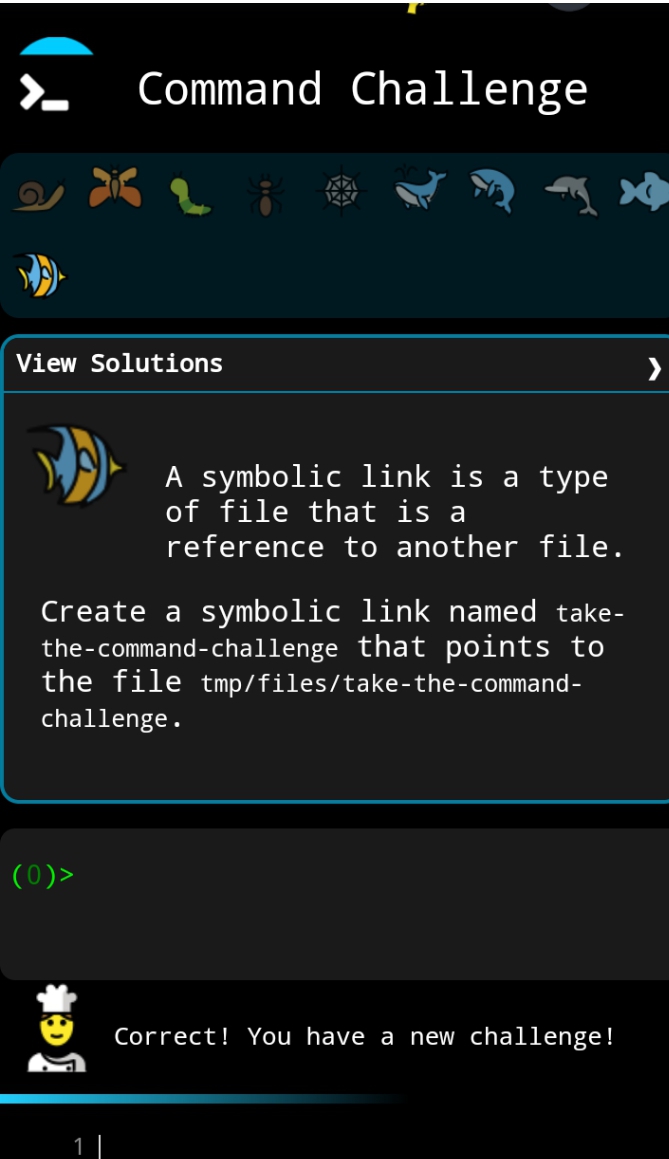 Command Challenge
View Solutions ❯
A symbolic link is a type
of file that is a
reference to another file.
Create a symbolic link named take-
the-command-challenge that points to
the file tmp/files/take-the-command-
challenge.
(0)>
Correct! You have a new challenge!
1